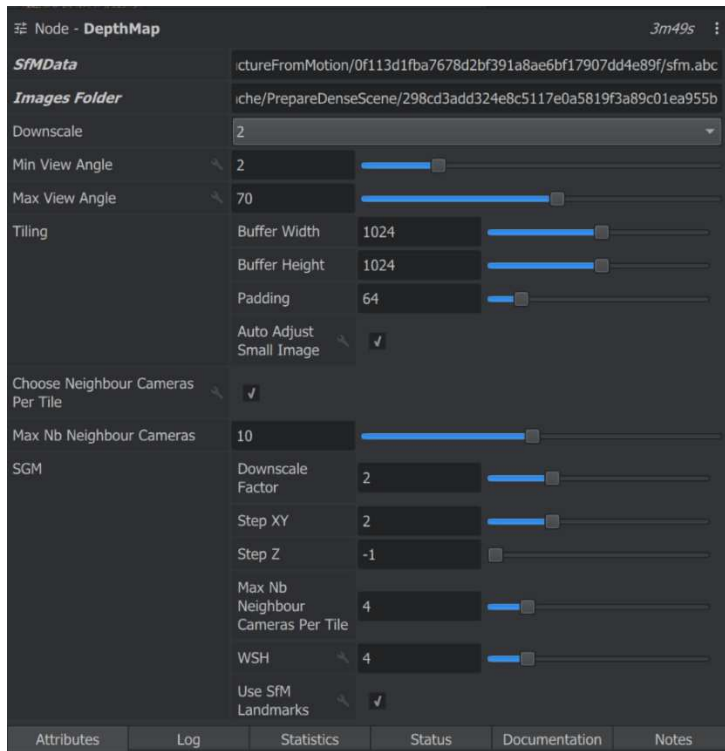 Node - DepthMap 3m49s
SfMData :tureFromMotion/0f113d1fba7678d2bf391a8ae6bf17907dd4e89f/sfm.abc
Images Folder che/PrepareDenseScene/298cd3add324e8c5117e0a5819f3a89c01ea955b
Downscale 2
Min View Angle 2
Max View Angle 70
Tiling Buffer Width 1024
Buffer Height 1024
Padding 64
Auto Adjust
Small Image
Choose Neighbour Cameras
Per Tile
Max Nb Neighbour Cameras 10
SGM Downscale
Factor 2
Step XY 2
Step Z -1
Max Nb
Neighbour 4
Cameras Per Tile
WSH 4
Use SfM
Landmarks
Attributes Log Statistics Status Documentation Notes